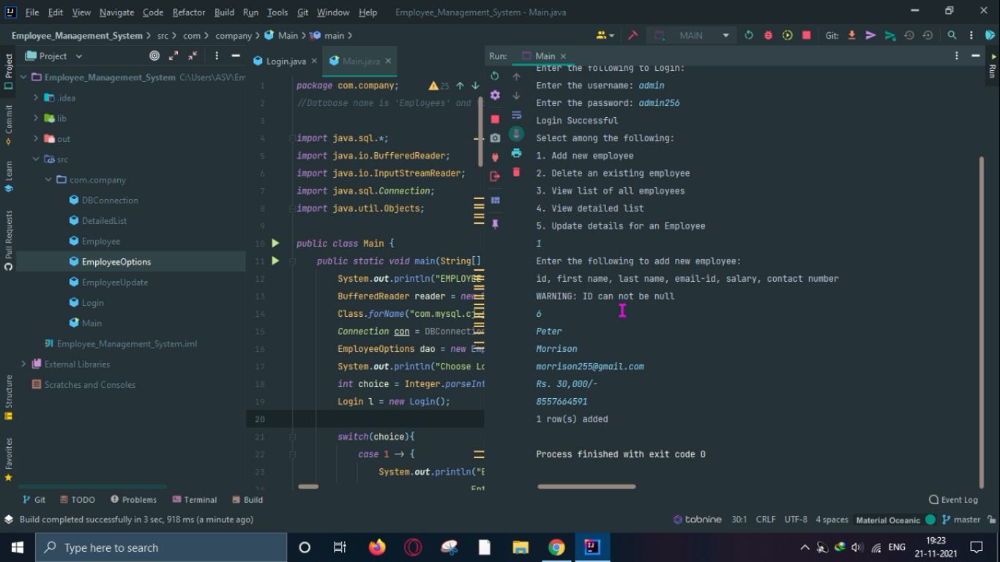 File Edit View Navigate Code Refactor Build Run Tools Git Window Help Employee_Management_System - Main.java
Employee_Management_System > src > com > company > Main > main >
MAIN
Git:
Project
Login.java
Main.java
Run: Main
Employee_Management_System C:\Users\ASV\Em
.idea
lib
out
src
com.company
DBConnection
DetailedList
Employee
EmployeeOptions
EmployeeUpdate
Login
Main
Employee_Management_System.iml
External Libraries
Scratches and Consoles
Project
Commit
Learn
Pull Requests
Structure
Favorites
1 package com.company;
25
2 //Database name is 'Employees' and
4 import java.sql.*;
5 import java.io.BufferedReader;
6 import java.io.InputStreamReader;
7 import java.sql.Connection;
8 import java.util.Objects;
9
10 public class Main {
11 public static void main(String[]
12 System.out.println("EMPLOYEE
13 BufferedReader reader = new
14 Class.forName("com.mysql.cj.
15 Connection con = DBConnection
16 EmployeeOptions dao = new Emp
17 System.out.println("Choose Lo
18 int choice = Integer.parseInt
19 Login l = new Login();
20
21 switch(choice){
22 case 1 -> {
23 System.out.println("E
Enter the following to Login:
Enter the username: admin
Enter the password: admin256
Login Successful
Select among the following:
1. Add new employee
2. Delete an existing employee
3. View list of all employees
4. View detailed list
5. Update details for an Employee
1
Enter the following to add new employee:
id, first name, last name, email-id, salary, contact number
WARNING: ID can not be null
6
Peter
Morrison
morrison255@gmail.com
Rs. 30,000/-
8557664591
1 row(s) added
Process finished with exit code 0
Run
Git TODO Problems Terminal Build
Event Log
Build completed successfully in 3 sec, 918 ms (a minute ago)
tabnine 30:1 CRLF UTF-8 4 spaces Material Oceanic master
Type here to search
ENG
19:23
21-11-2021